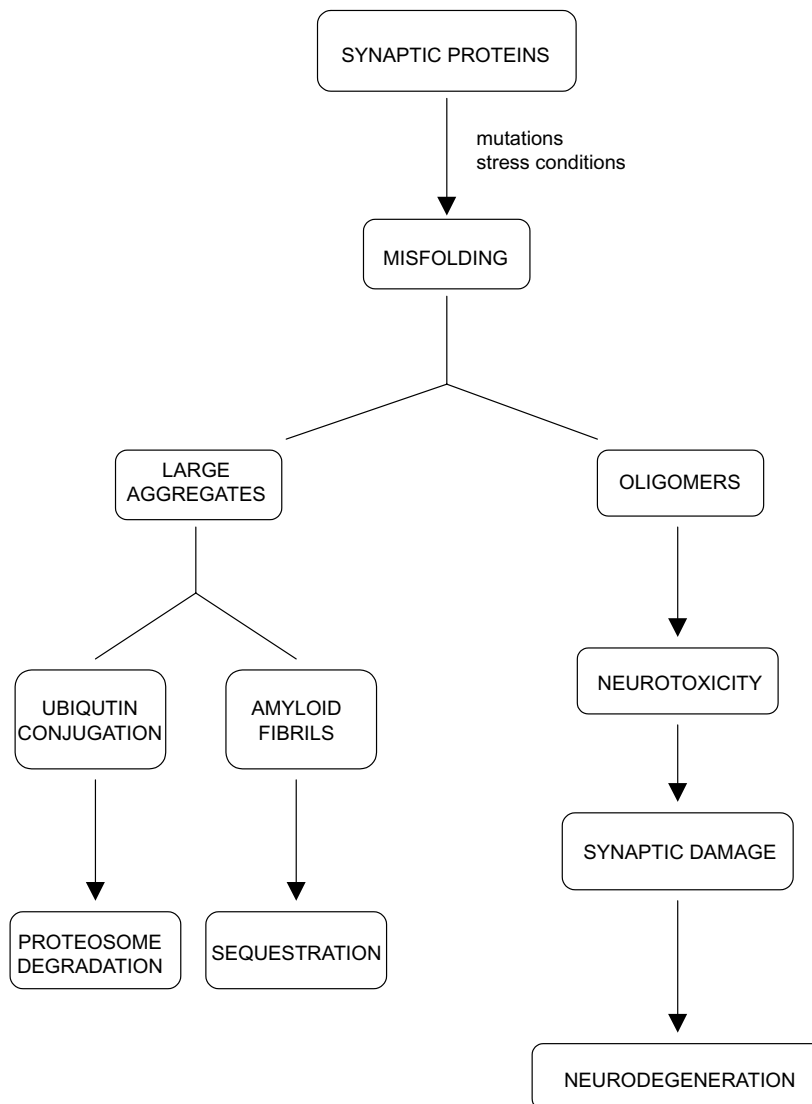 SYNAPTIC PROTEINS
mutations
stress conditions
MISFOLDING
LARGE
AGGREGATES
OLIGOMERS
UBIQUTIN
CONJUGATION
AMYLOID
FIBRILS
NEUROTOXICITY
SYNAPTIC DAMAGE
PROTEOSOME
DEGRADATION
SEQUESTRATION
NEURODEGENERATION